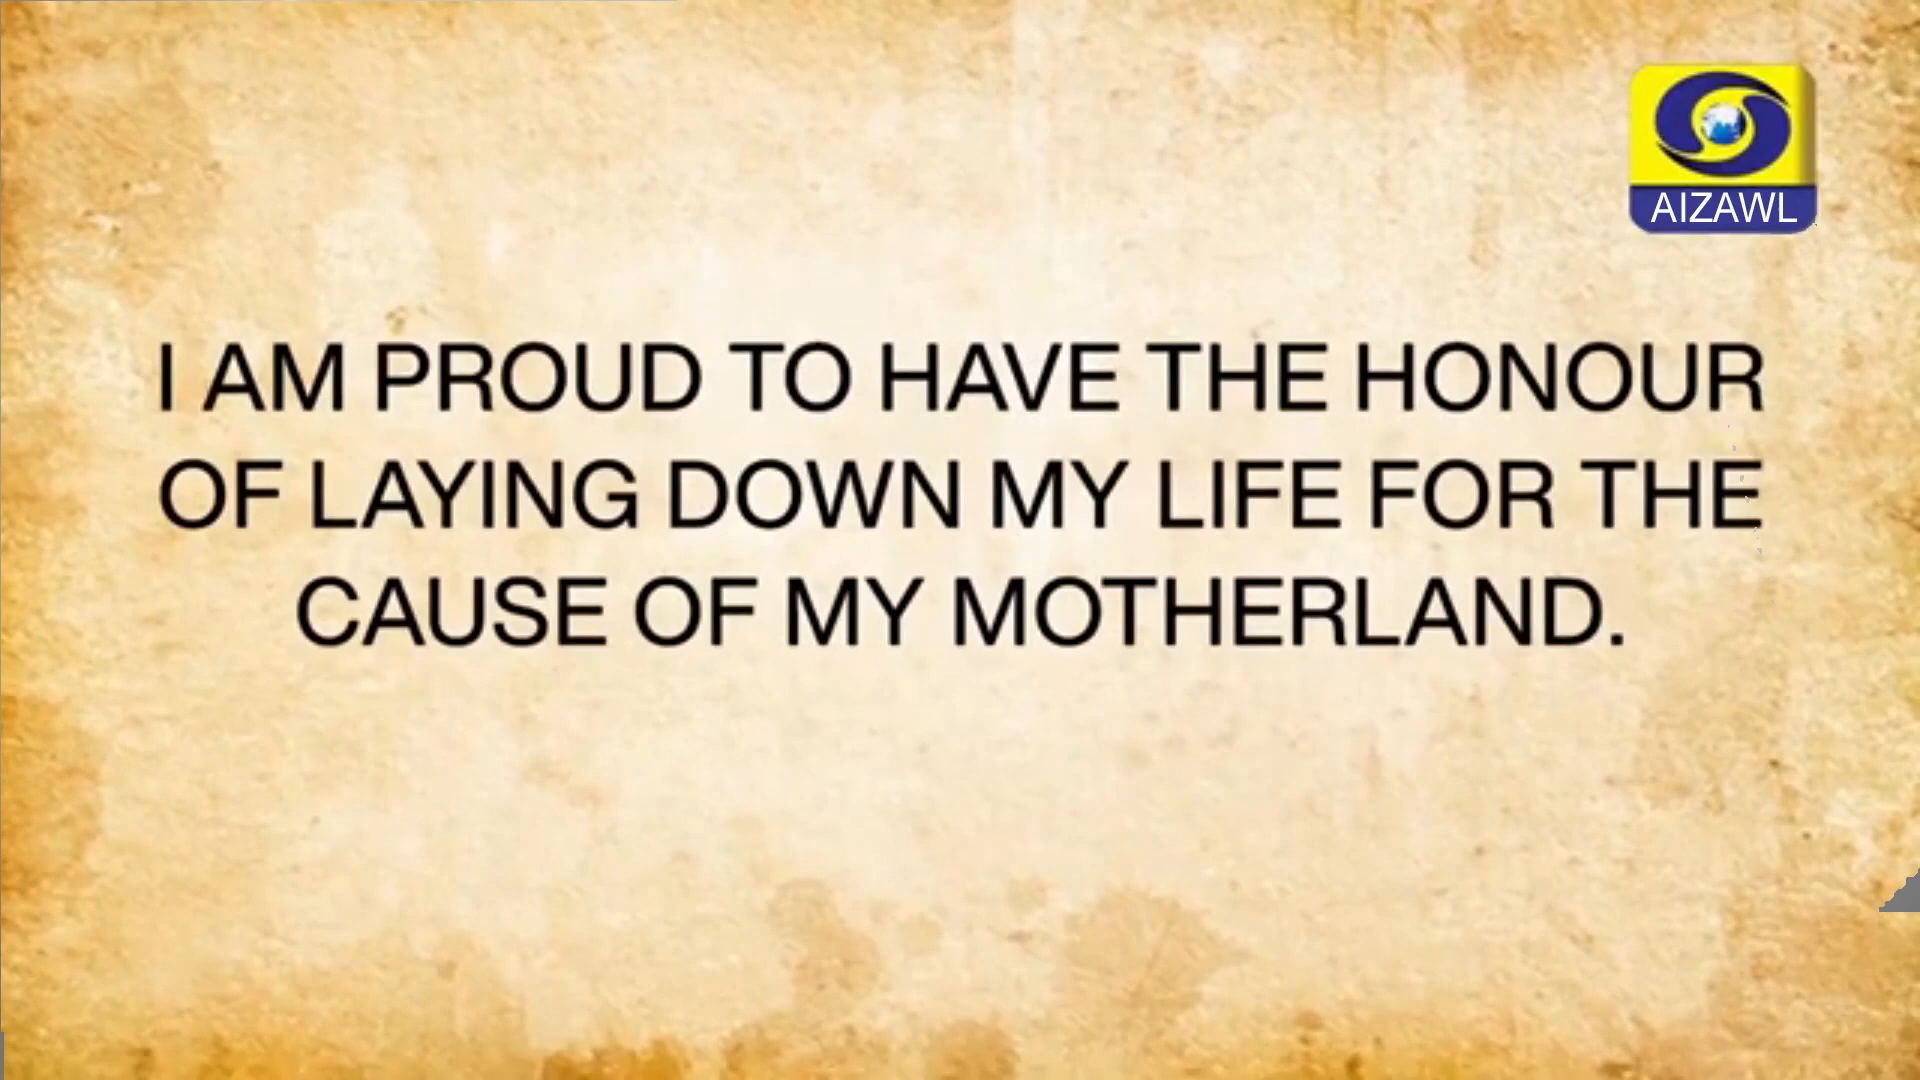 AIZAWL
I AM PROUD TO HAVE THE HONOUR
OF LAYING DOWN MY LIFE FOR THE
CAUSE OF MY MOTHERLAND.